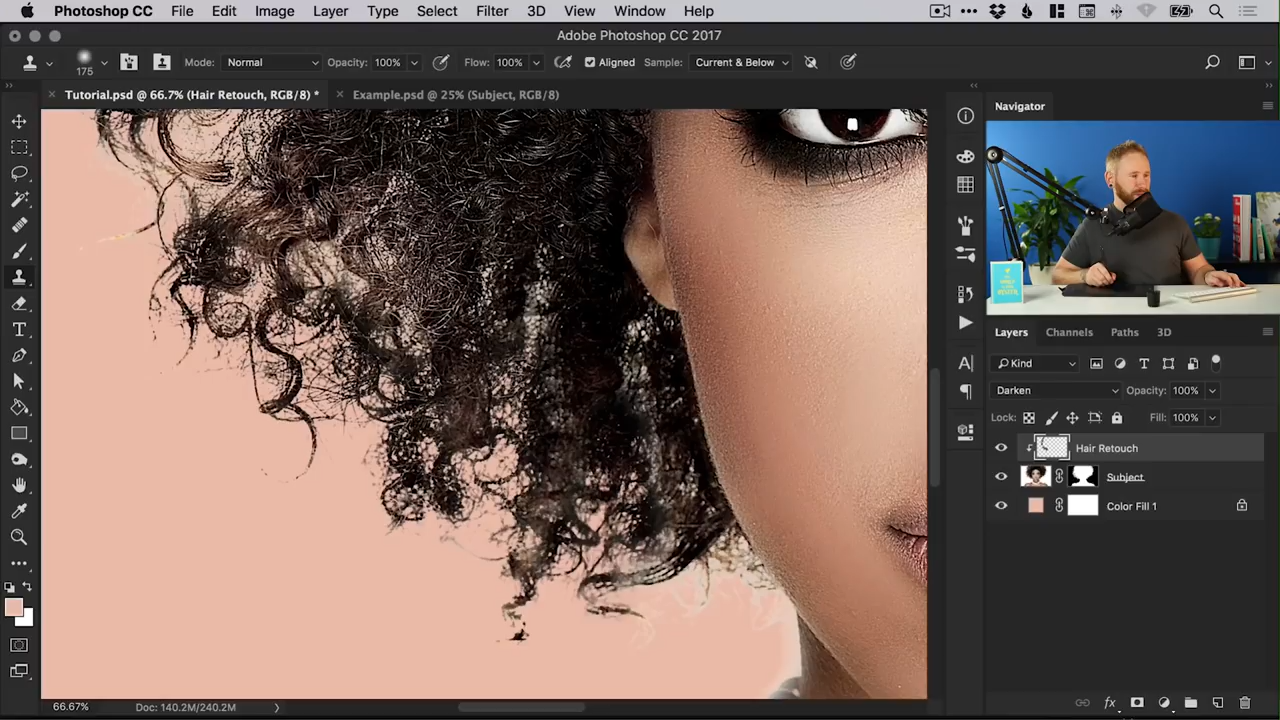 Photoshop CC File Edit Image Layer Type Select Filter 3D View Window Help
Adobe Photoshop CC 2017
175 Mode: Normal Opacity: 100% Flow: 100% Aligned Sample: Current & Below
Tutorial.psd @ 66.7% (Hair Retouch, RGB/8) * Example.psd @ 25% (Subject, RGB/8)
Navigator
Layers Channels Paths 3D
Kind
Darken Opacity: 100%
Lock: Fill: 100%
Hair Retouch
Subject
Color Fill 1
66.67% Doc: 140.2M/240.2M